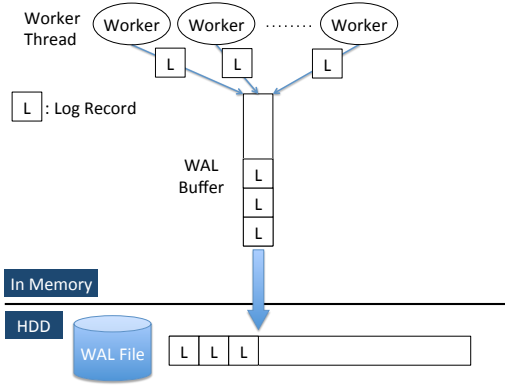 Worker
Thread
Worker
Worker
........
Worker
L
L
L
L : Log Record
WAL
Buffer
L
L
L
In Memory
HDD
WAL File
L L L